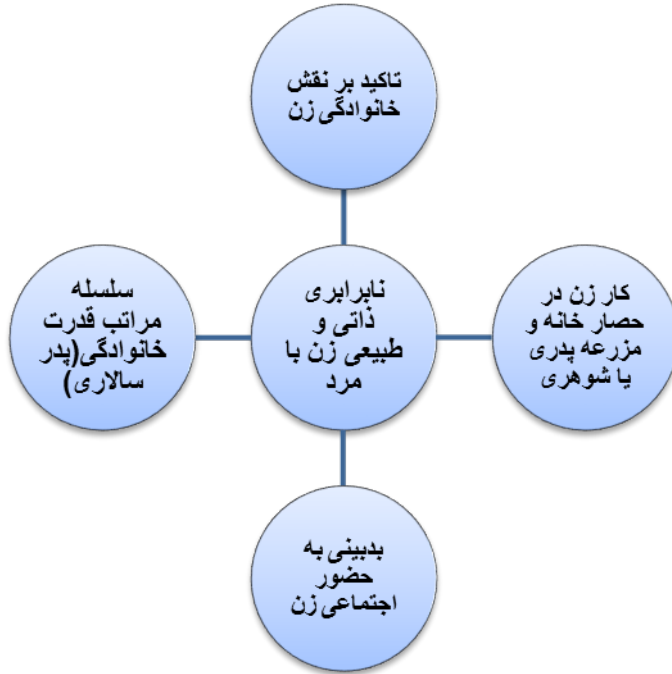 تاکید بر نقش
خانوادگی زن
کار زن در
حصار خانه و
مزرعه پدری
یا شوهری
نابرابری
ذاتی و
طبیعی زن با
مرد
سلسله
مراتب قدرت
خانوادگی(پدر
سالاری)
بدبینی به
حضور
اجتماعی زن